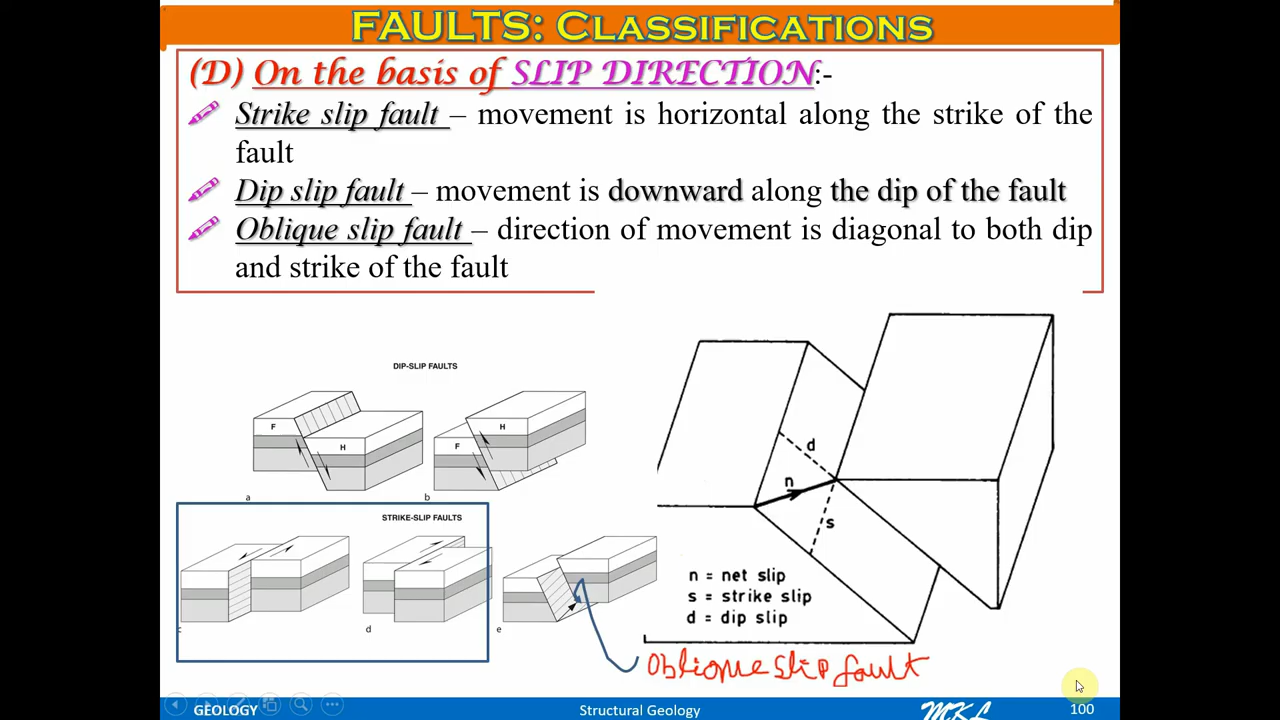 FAULTS: CLASSIFICATIONS
(D) On the basis of SLIP DIRECTION:-
Strike slip fault – movement is horizontal along the strike of the
fault
Dip slip fault – movement is downward along the dip of the fault
Oblique slip fault – direction of movement is diagonal to both dip
and strike of the fault
DIP-SLIP FAULTS
F
H
H
F
a
b
STRIKE-SLIP FAULTS
c
d
e
d
n
s
n = net slip
s = strike slip
d = dip slip
Oblique slip fault
GEOLOGY
Structural Geology
MKL
100